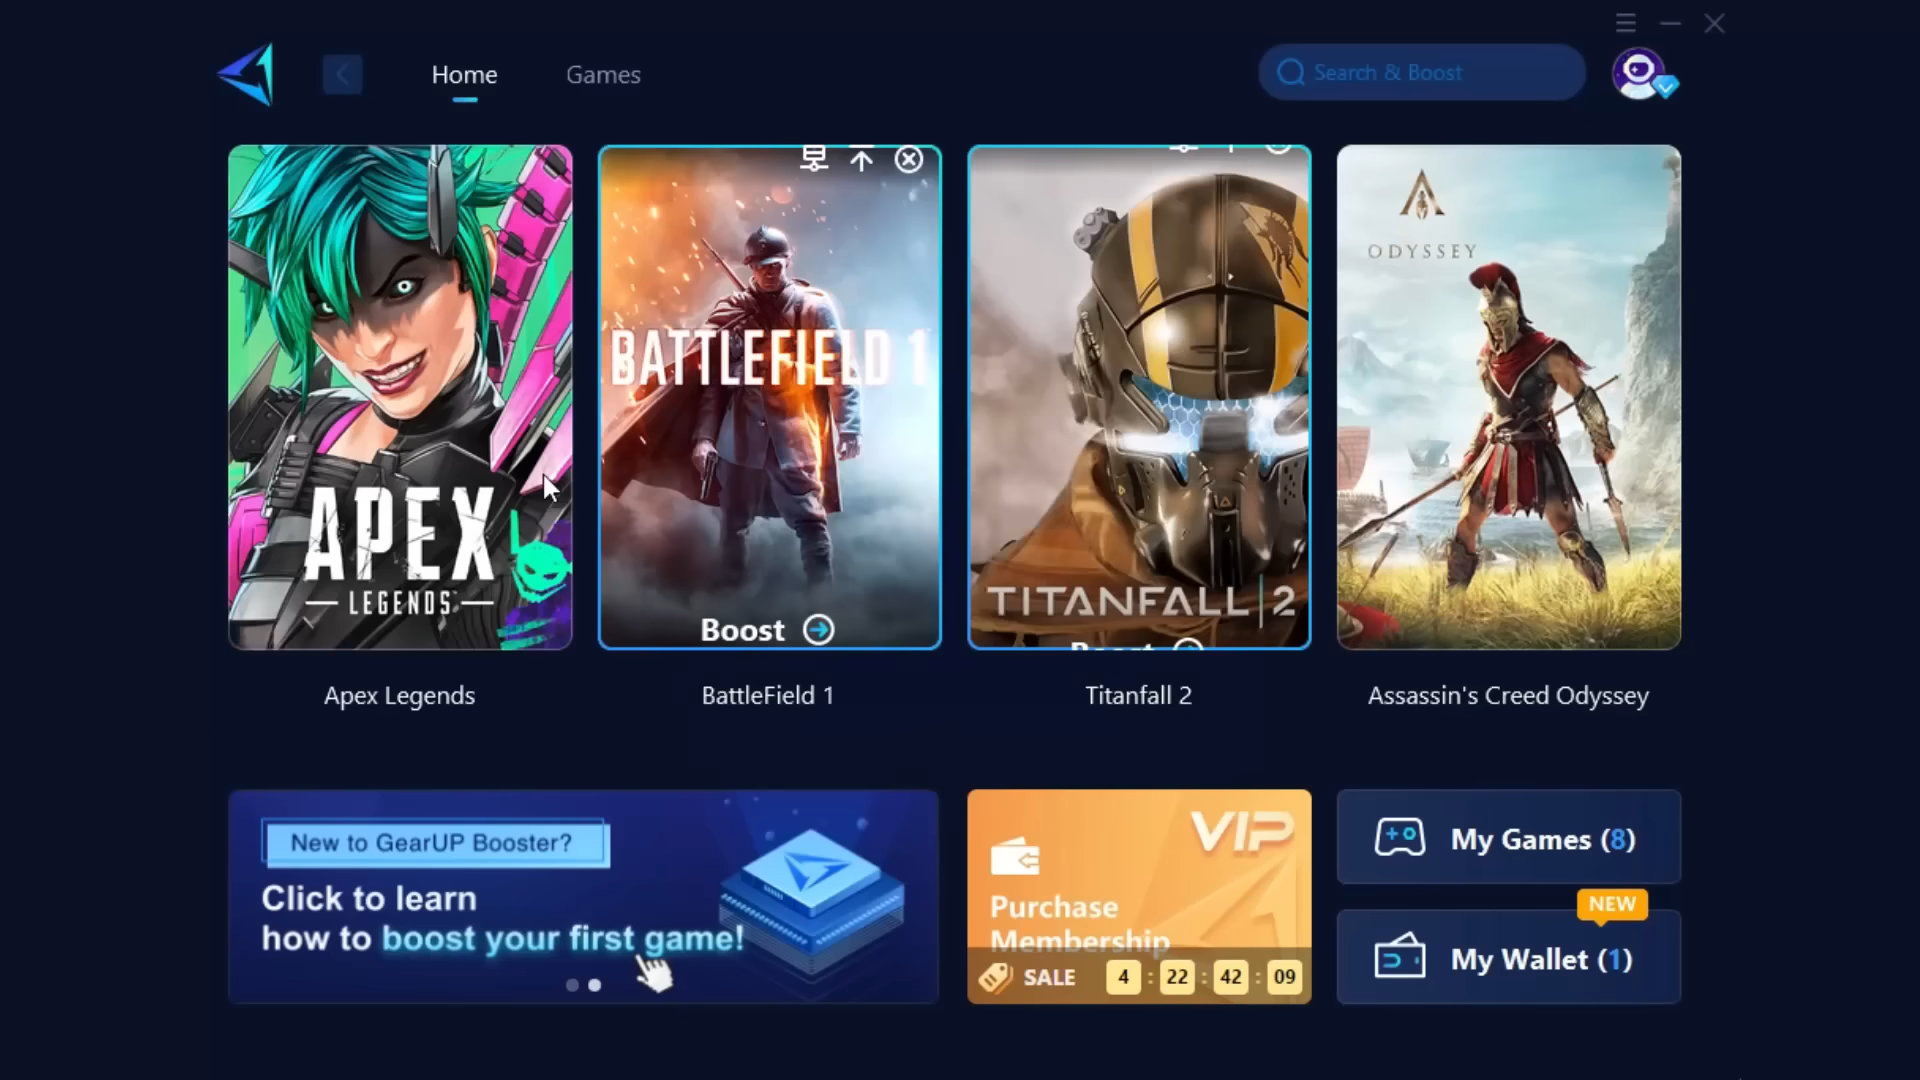 Home
Games
Search & Boost
APEX
LEGENDS
BATTLEFIELD 1
Boost
TITANFALL 2
Boost
ODYSSEY
Apex Legends
BattleField 1
Titanfall 2
Assassin's Creed Odyssey
New to GearUP Booster?
Click to learn
how to boost your first game!
VIP
Purchase
Membership
SALE 4 : 22 : 42 : 09
My Games (8)
NEW
My Wallet (1)